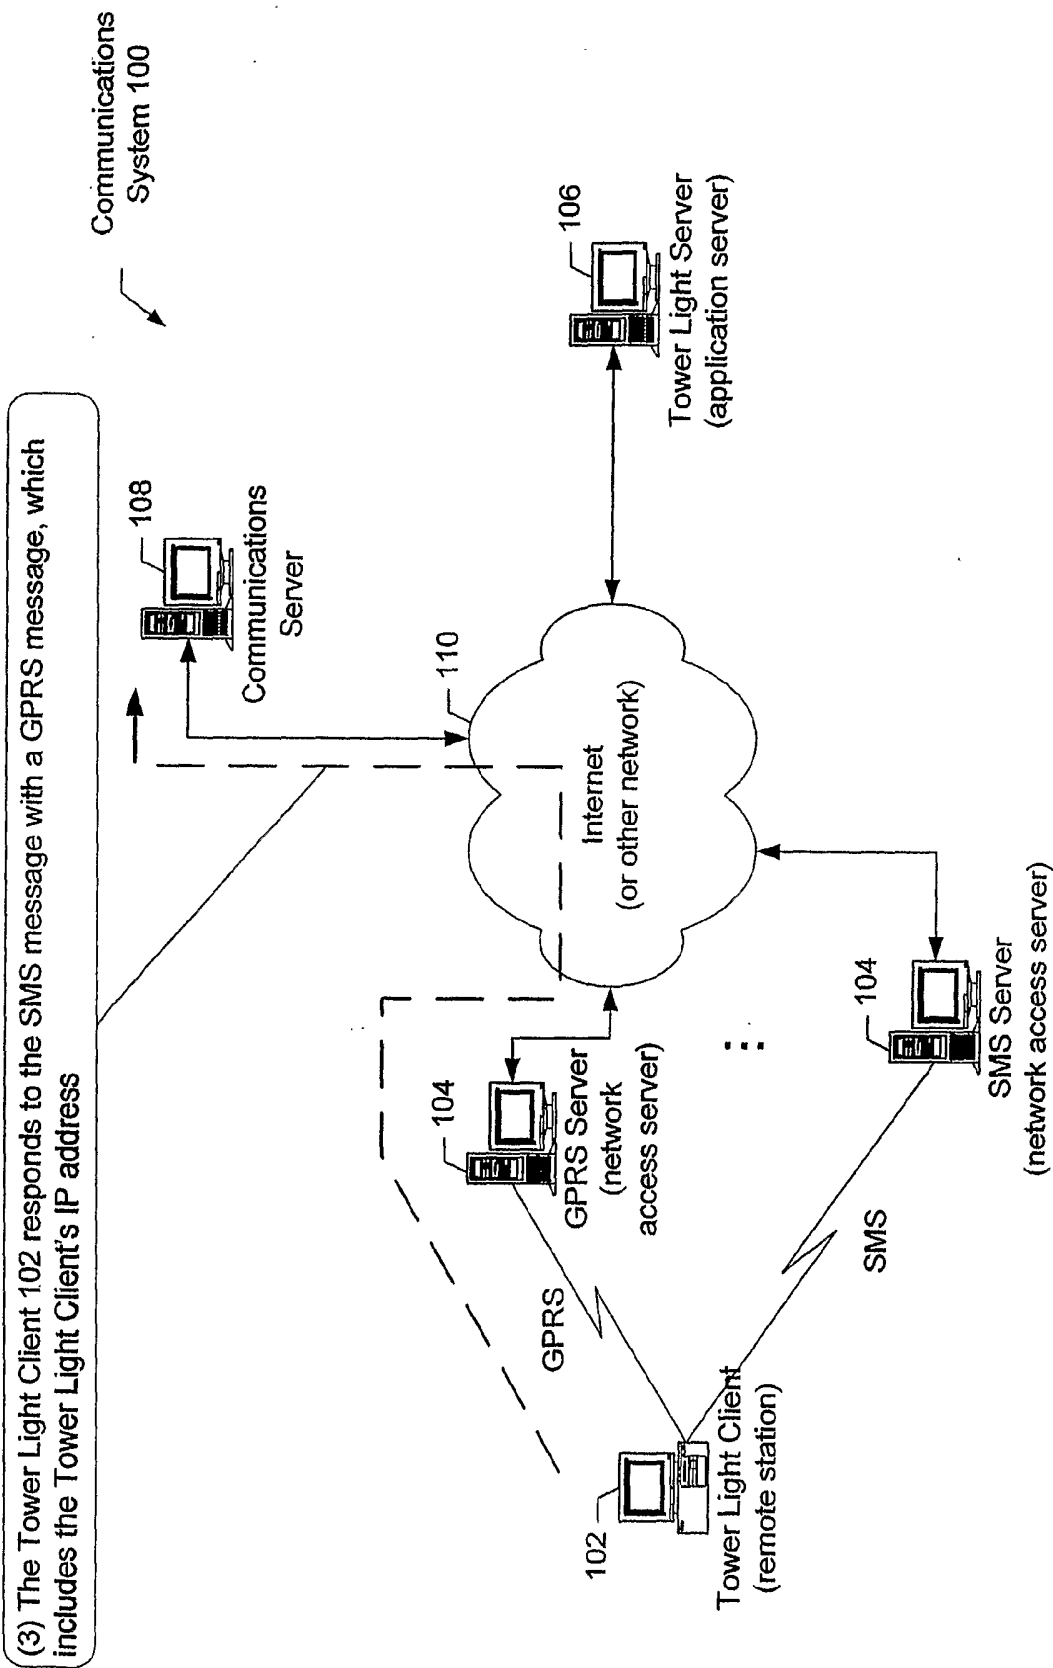 (3) The Tower Light Client 102 responds to the SMS message with a GPRS message, which
includes the Tower Light Client's IP address
Communications
System 100
108
Communications
Server
110
Internet
(or other network)
106
Tower Light Server
(application server)
104
GPRS Server
(network
access server)
...
104
SMS Server
(network access server)
GPRS
SMS
102
Tower Light Client
(remote station)